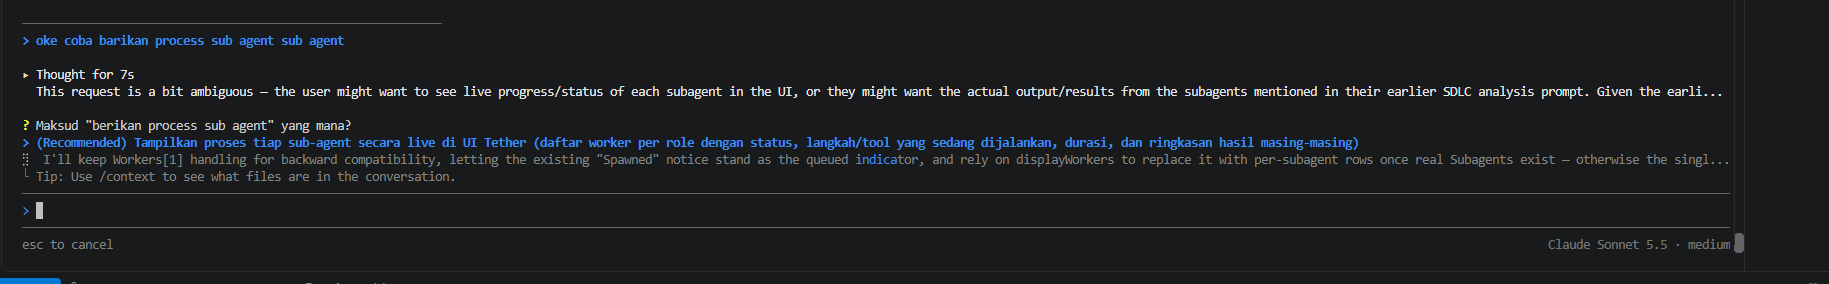 > oke coba barikan process sub agent sub agent
▸ Thought for 7s
This request is a bit ambiguous — the user might want to see live progress/status of each subagent in the UI, or they might want the actual output/results from the subagents mentioned in their earlier SDLC analysis prompt. Given the earli...
? Maksud "berikan process sub agent" yang mana?
> (Recommended) Tampilkan proses tiap sub-agent secara live di UI Tether (daftar worker per role dengan status, langkah/tool yang sedang dijalankan, durasi, dan ringkasan hasil masing-masing)
I'll keep Workers[1] handling for backward compatibility, letting the existing "Spawned" notice stand as the queued indicator, and rely on displayWorkers to replace it with per-subagent rows once real Subagents exist — otherwise the singl...
└ Tip: Use /context to see what files are in the conversation.
>
esc to cancel
Claude Sonnet 5.5 · medium